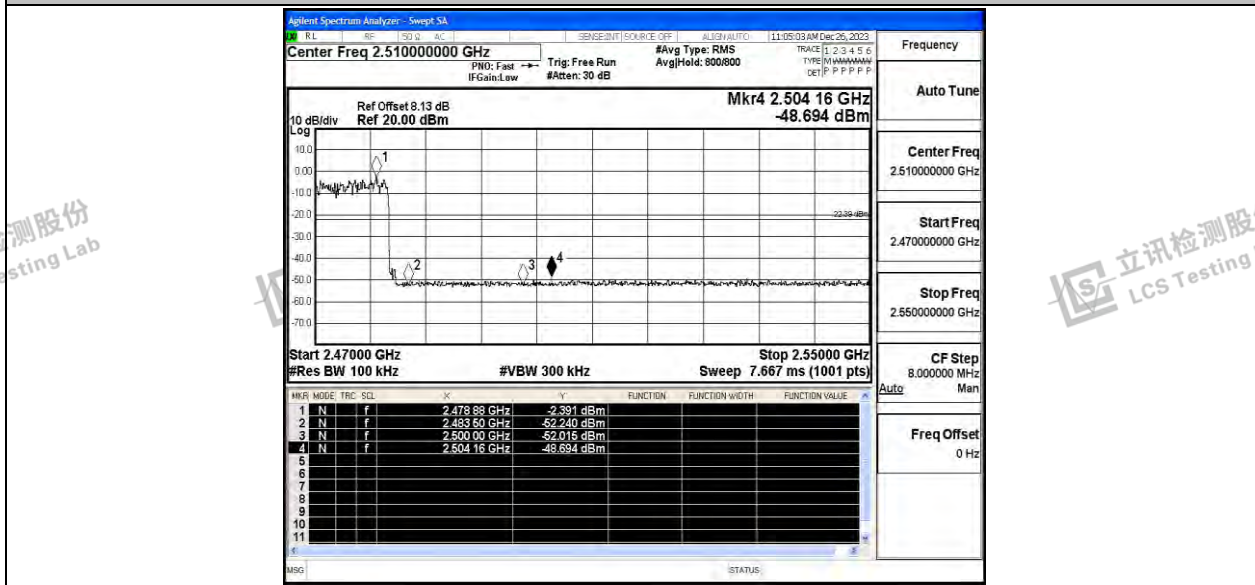 Agilent Spectrum Analyzer - Swept SA
RL RF 50 Ω AC SENSE:INT SOURCE OFF ALIGN AUTO 11:05:03 AM Dec 26, 2023
Center Freq 2.510000000 GHz
PNO: Fast
IFGain:Low
Trig: Free Run
#Atten: 30 dB
#Avg Type: RMS
Avg|Hold: 800/800
TRACE 1 2 3 4 5 6
TYPE M
DET P P P P P P
Ref Offset 8.13 dB
10 dB/div Ref 20.00 dBm
Log
Mkr4 2.504 16 GHz
-48.694 dBm
10.0
0.00
-10.0
-20.0
-30.0
-40.0
-50.0
-60.0
-70.0
1
2
3
4
-22.39 dBm
Start 2.47000 GHz Stop 2.55000 GHz
#Res BW 100 kHz #VBW 300 kHz Sweep 7.667 ms (1001 pts)
MKR MODE TRC SCL X Y FUNCTION FUNCTION WIDTH FUNCTION VALUE
1 N f 2.478 88 GHz -2.391 dBm
2 N f 2.483 50 GHz -52.240 dBm
3 N f 2.500 00 GHz -52.015 dBm
4 N f 2.504 16 GHz -48.694 dBm
5
6
7
8
9
10
11
MSG STATUS
Frequency
Auto Tune
Center Freq
2.510000000 GHz
Start Freq
2.470000000 GHz
Stop Freq
2.550000000 GHz
CF Step
8.000000 MHz
Auto Man
Freq Offset
0 Hz
测股份
esting Lab
立讯检测股份
LCS Testing